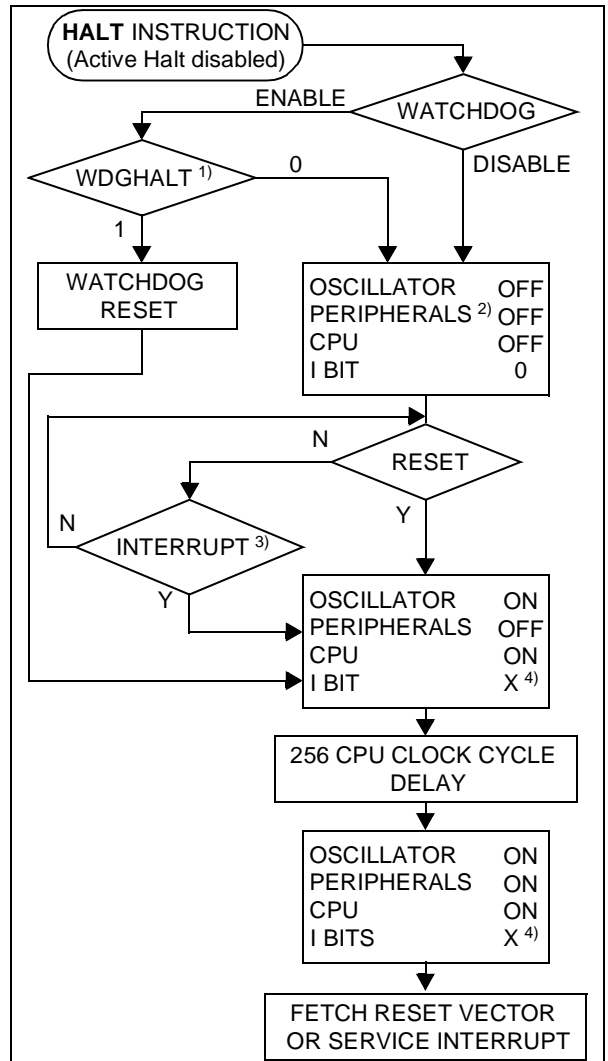 HALT INSTRUCTION
(Active Halt disabled)
ENABLE
WATCHDOG
WDGHALT 1)
0
DISABLE
1
WATCHDOG
RESET
OSCILLATOR OFF
PERIPHERALS 2) OFF
CPU OFF
I BIT 0
N
RESET
N
Y
INTERRUPT 3)
Y
OSCILLATOR ON
PERIPHERALS OFF
CPU ON
I BIT X 4)
256 CPU CLOCK CYCLE
DELAY
OSCILLATOR ON
PERIPHERALS ON
CPU ON
I BITS X 4)
FETCH RESET VECTOR
OR SERVICE INTERRUPT